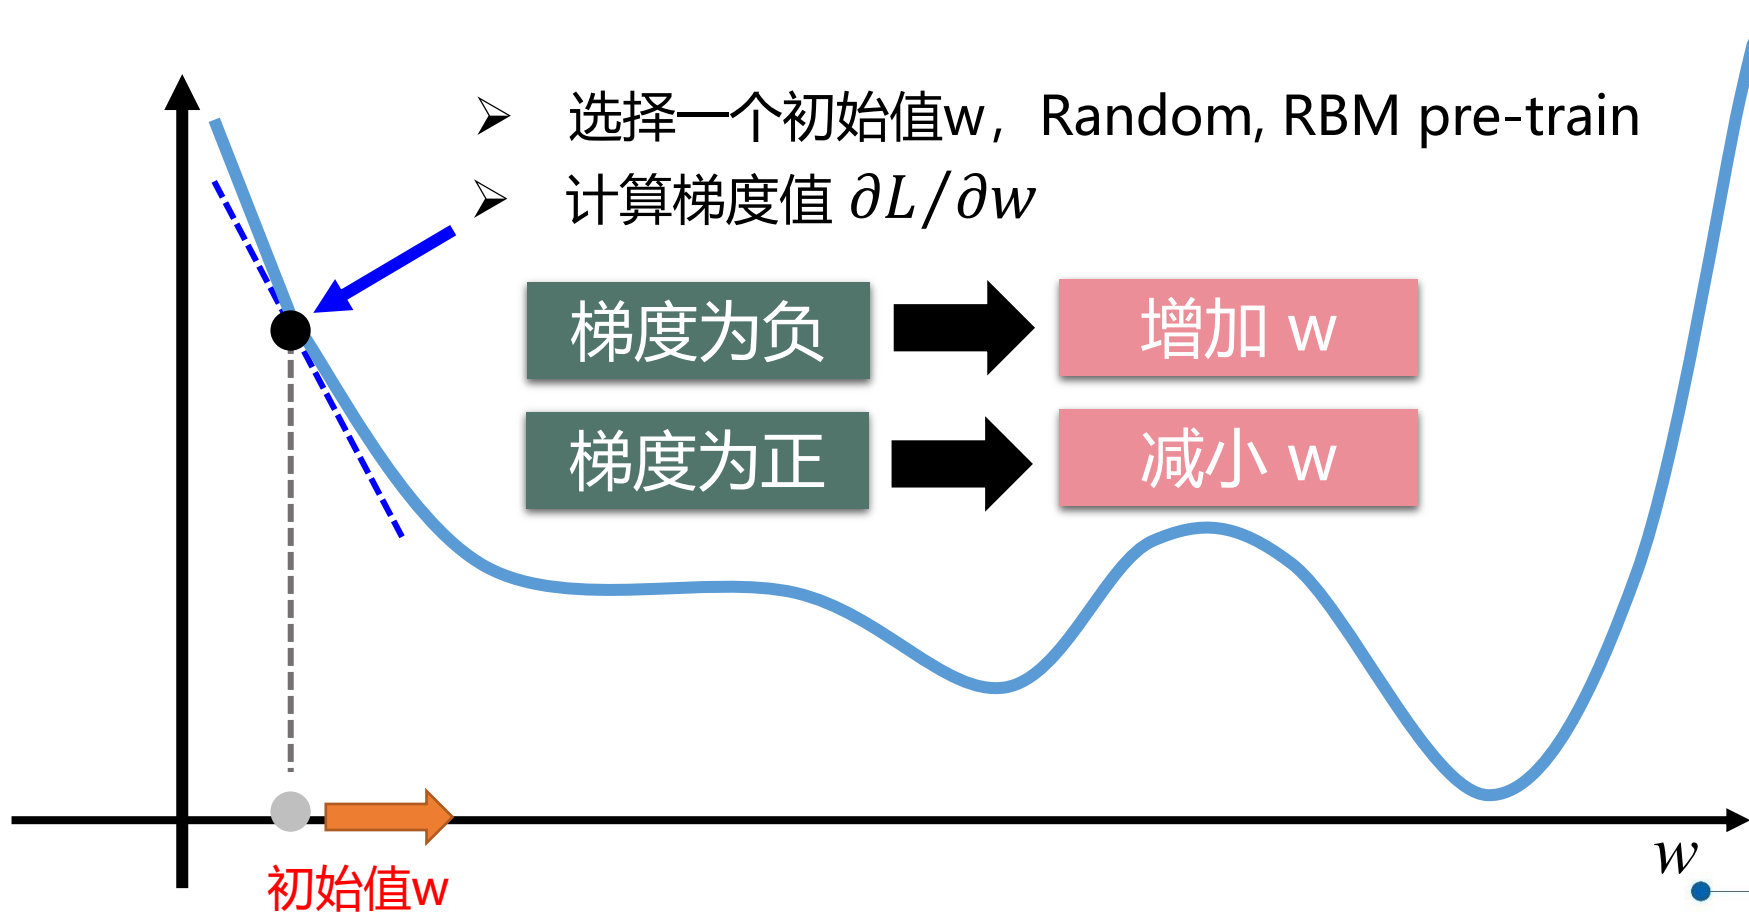 选择一个初始值w，Random, RBM pre-train
计算梯度值 ∂L/∂w
梯度为负 增加 w
梯度为正 减小 w
w
初始值w